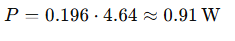 P = 0.196 · 4.64 ≈ 0.91 W